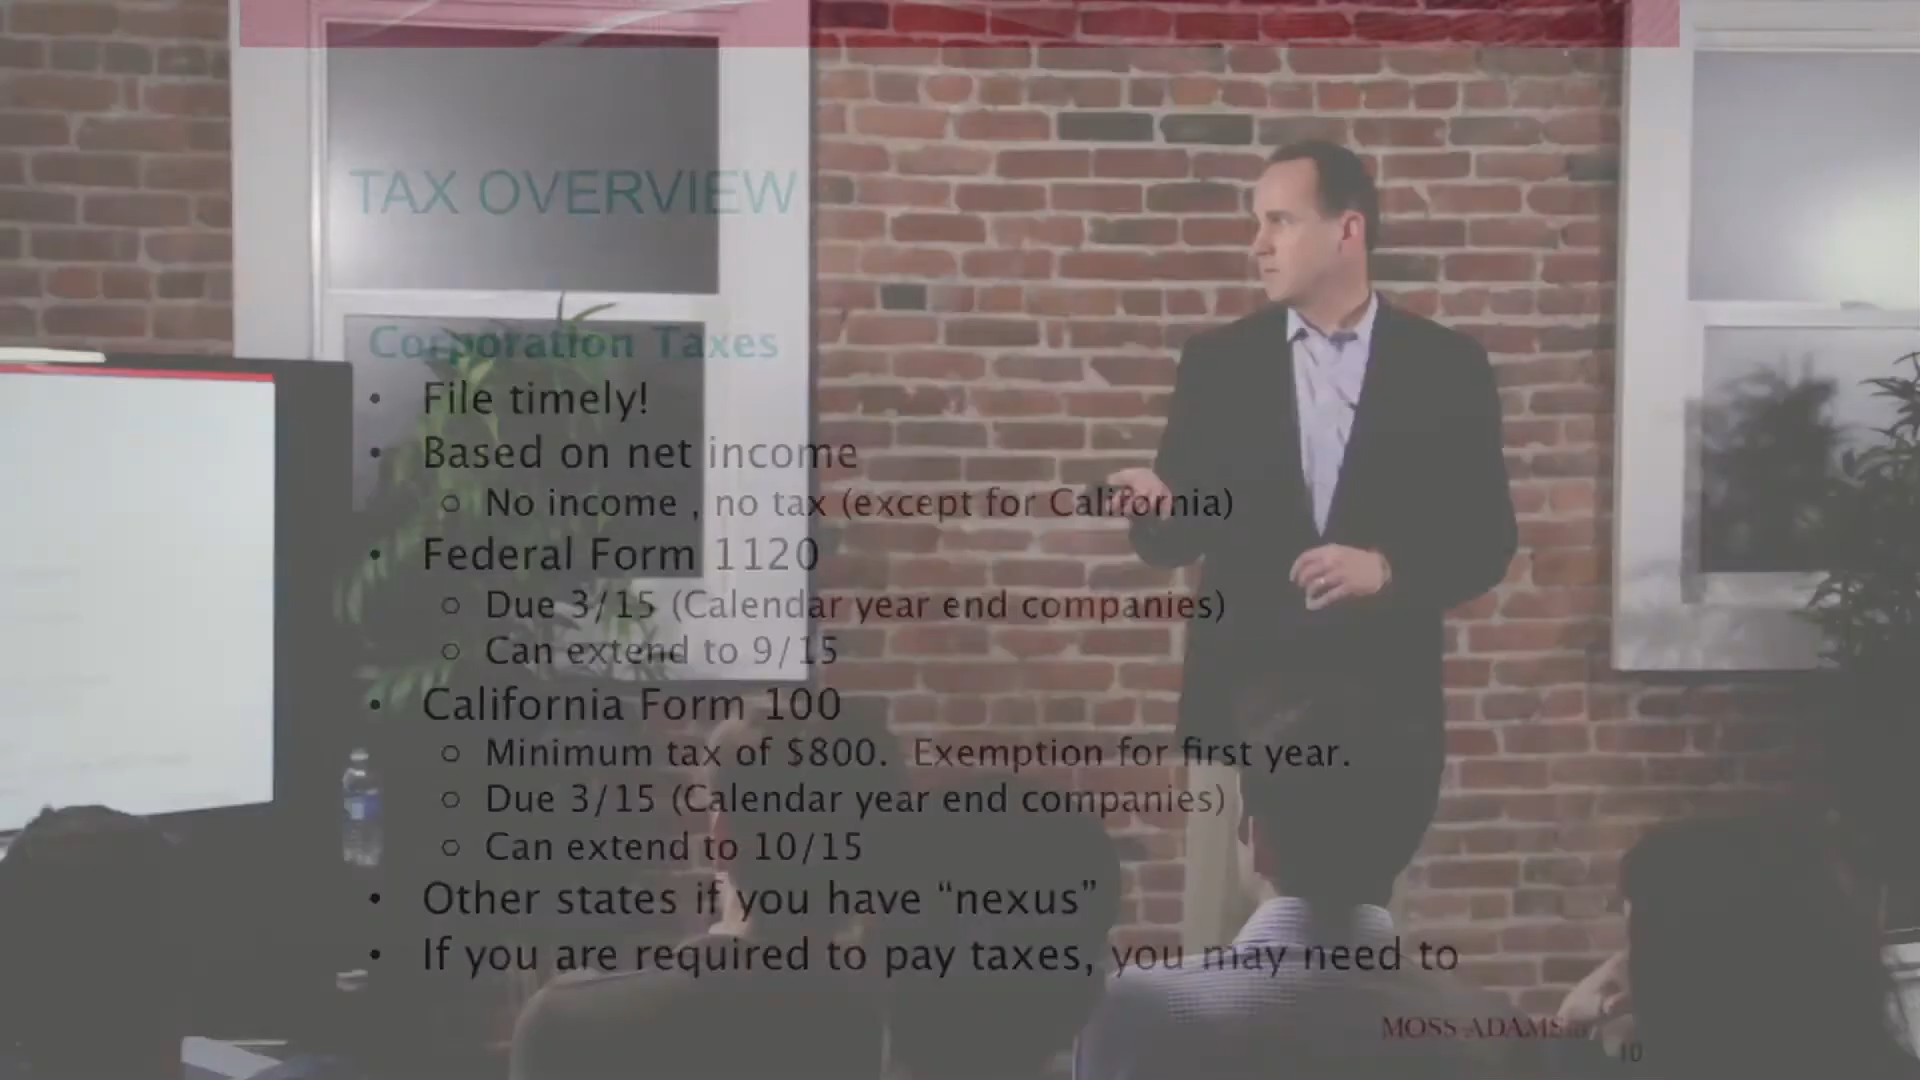 TAX OVERVIEW
Corporation Taxes
• File timely!
• Based on net income
○ No income , no tax (except for California)
• Federal Form 1120
○ Due 3/15 (Calendar year end companies)
○ Can extend to 9/15
• California Form 100
○ Minimum tax of $800. Exemption for first year.
○ Due 3/15 (Calendar year end companies)
○ Can extend to 10/15
• Other states if you have “nexus”
• If you are required to pay taxes, you may need to
MOSS ADAMS
10